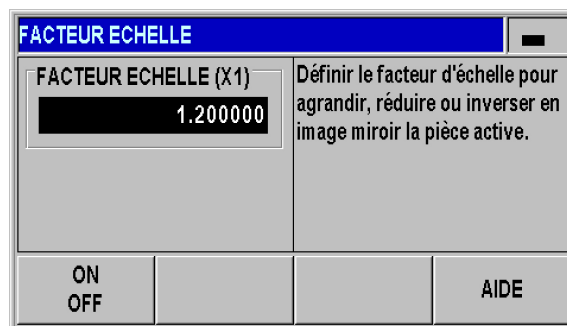 FACTEUR ECHELLE
FACTEUR ECHELLE (X1)
1.200000
Définir le facteur d'échelle pour
agrandir, réduire ou inverser en
image miroir la pièce active.
ON
OFF
AIDE